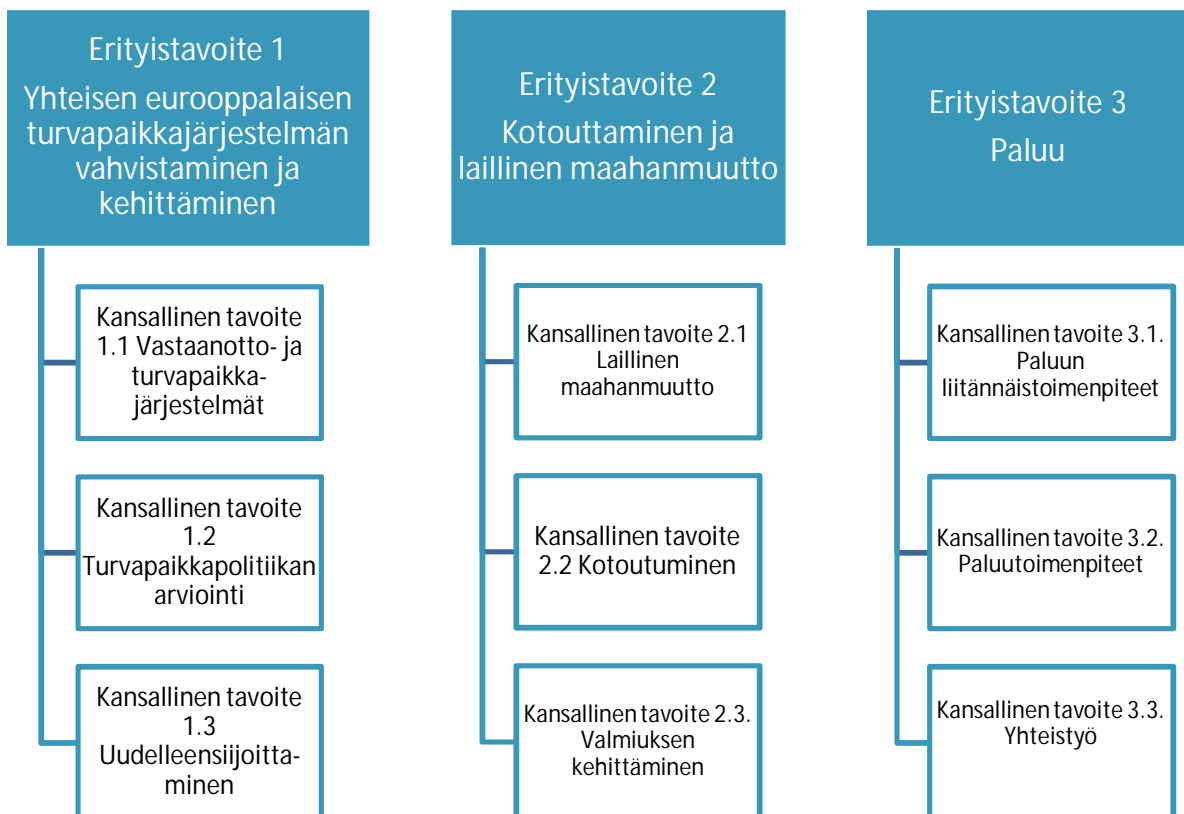 Erityistavoite 1
Yhteisen eurooppalaisen
turvapaikkajärjestelmän
vahvistaminen ja
kehittäminen
Kansallinen tavoite
1.1 Vastaanotto- ja
turvapaikka-
järjestelmät
Kansallinen tavoite
1.2
Turvapaikkapolitiikan
arviointi
Kansallinen tavoite
1.3
Uudelleensijoitta-
minen
Erityistavoite 2
Kotouttaminen ja
laillinen maahanmuutto
Kansallinen tavoite 2.1
Laillinen
maahanmuutto
Kansallinen tavoite
2.2 Kotoutuminen
Kansallinen tavoite 2.3.
Valmiuksen
kehittäminen
Erityistavoite 3
Paluu
Kansallinen tavoite 3.1.
Paluun
liitännäistoimenpiteet
Kansallinen tavoite 3.2.
Paluutoimenpiteet
Kansallinen tavoite 3.3.
Yhteistyö